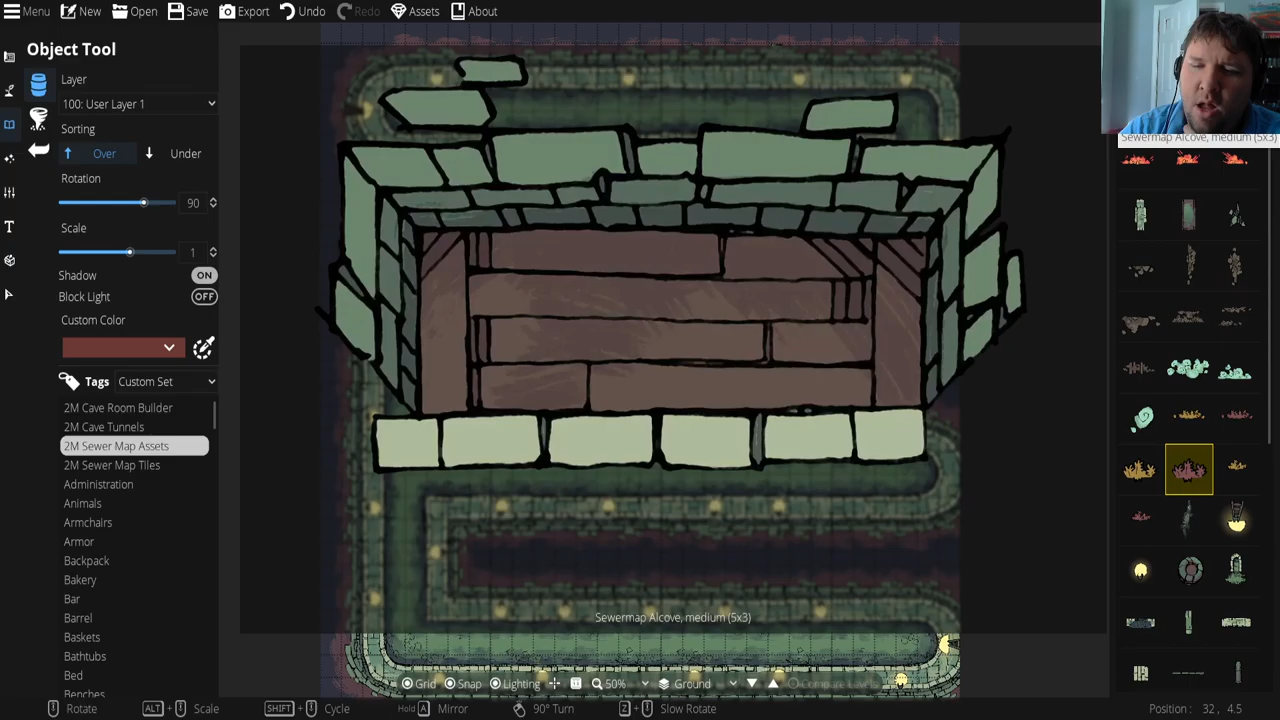 Menu New Open Save Export Undo Redo Assets About
Object Tool
Layer
100: User Layer 1
Sorting
Over Under
Rotation
90
Scale
1
Shadow ON
Block Light OFF
Custom Color
Tags Custom Set
2M Cave Room Builder
2M Cave Tunnels
2M Sewer Map Assets
2M Sewer Map Tiles
Administration
Animals
Armchairs
Armor
Backpack
Bakery
Bar
Barrel
Baskets
Bathtubs
Bed
Benches
Sewermap Alcove, medium (5x3)
Sewermap Alcove, medium (5x3)
Grid Snap Lighting 50% Ground Compare Levels
Rotate ALT + Scale SHIFT + Cycle Hold A Mirror 90° Turn Z + Slow Rotate Position : 32 , 4.5